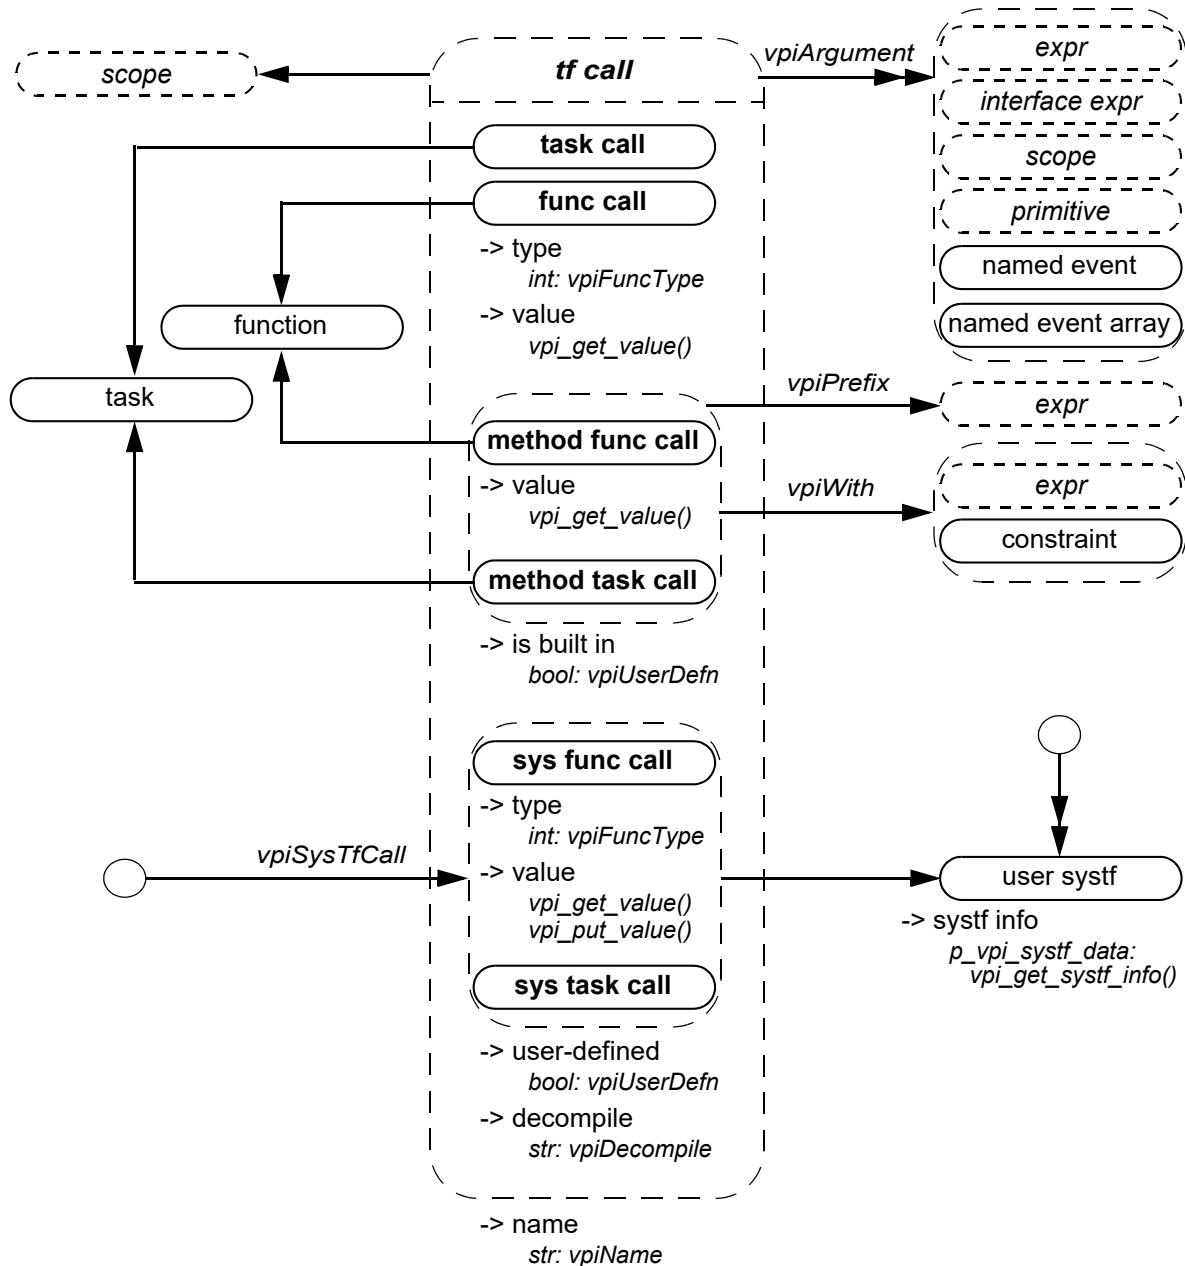 scope
tf call
vpiArgument
expr
interface expr
scope
primitive
named event
named event array
task call
func call
-> type
int: vpiFuncType
-> value
vpi_get_value()
function
task
vpiPrefix
expr
method func call
-> value
vpi_get_value()
vpiWith
expr
constraint
method task call
-> is built in
bool: vpiUserDefn
sys func call
-> type
int: vpiFuncType
vpiSysTfCall
-> value
vpi_get_value()
vpi_put_value()
user systf
-> systf info
p_vpi_systf_data:
vpi_get_systf_info()
sys task call
-> user-defined
bool: vpiUserDefn
-> decompile
str: vpiDecompile
-> name
str: vpiName